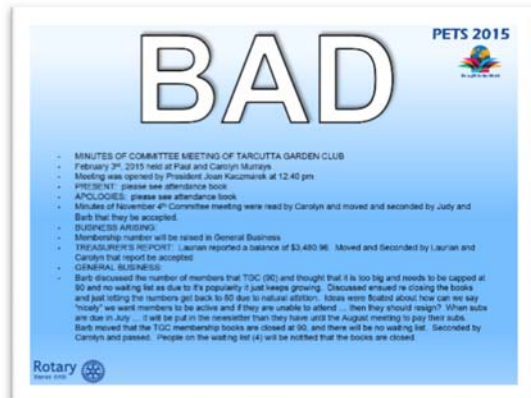 PETS 2015
BAD
- MINUTES OF COMMITTEE MEETING OF TARCUTTA GARDEN CLUB
- February 3rd, 2015 held at Paul and Carolyn Murrays
- Meeting was opened by President Joan Kaczmarek at 12.40 pm
- PRESENT: please see attendance book
- APOLOGIES: please see attendance book
- Minutes of November 4th Committee meeting were read by Carolyn and moved and seconded by Judy and
Barb that they be accepted.
- BUSINESS ARISING:
- Membership number will be raised in General Business
- TREASURER'S REPORT: Laurian reported a balance of $3,480.96. Moved and Seconded by Laurian and
Carolyn that report be accepted
- GENERAL BUSINESS:
- Barb discussed the number of members that TGC (90) and thought that it is too big and needs to be capped at
90 and no waiting list as due to it's popularity it just keeps growing. Discussed ensured re closing the books
and just letting the numbers get back to 80 due to natural attrition. Ideas were floated about how can we say
"nicely" we want members to be active and if they are unable to attend ... then they should resign? When subs
are due in July ... it will be put in the newsletter than they have until the August meeting to pay their subs.
Barb moved that the TGC membership books are closed at 90, and there will be no waiting list. Seconded by
Carolyn and passed. People on the waiting list (4) will be notified that the books are closed.
Rotary